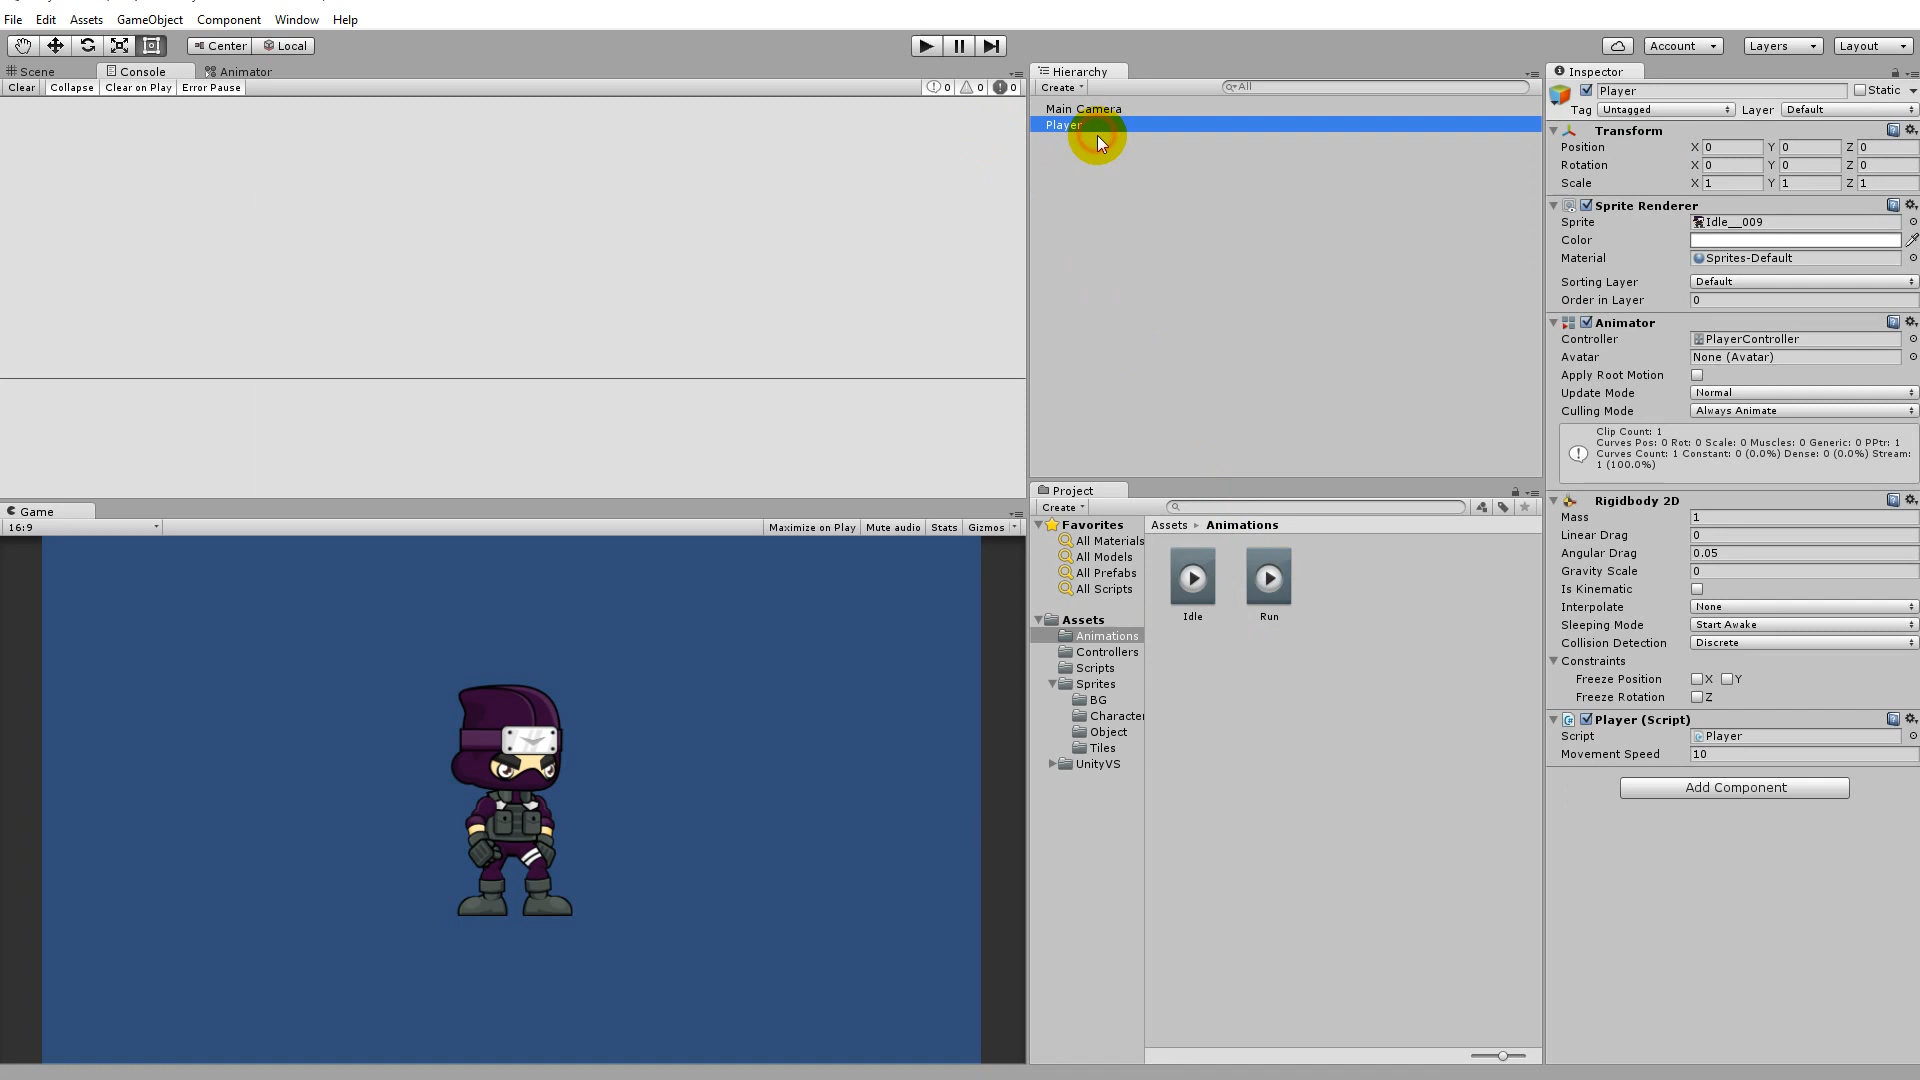 File Edit Assets GameObject Component Window Help
Center Local Account Layers Layout
Scene Console Animator
Clear Collapse Clear on Play Error Pause 0 0 0
Game
16:9 Maximize on Play Mute audio Stats Gizmos
Hierarchy
Create All
Main Camera
Player
Project
Create
Favorites
All Materials
All Models
All Prefabs
All Scripts
Assets
Animations
Controllers
Scripts
Sprites
BG
Character
Object
Tiles
UnityVS
Assets Animations
Idle Run
Inspector
Player Static
Tag Untagged Layer Default
Transform
Position X 0 Y 0 Z 0
Rotation X 0 Y 0 Z 0
Scale X 1 Y 1 Z 1
Sprite Renderer
Sprite Idle__009
Color
Material Sprites-Default
Sorting Layer Default
Order in Layer 0
Animator
Controller PlayerController
Avatar None (Avatar)
Apply Root Motion
Update Mode Normal
Culling Mode Always Animate
Clip Count: 1
Curves Pos: 0 Rot: 0 Scale: 0 Muscles: 0 Generic: 0 PPtr: 1
Curves Count: 1 Constant: 0 (0.0%) Dense: 0 (0.0%) Stream:
1 (100.0%)
Rigidbody 2D
Mass 1
Linear Drag 0
Angular Drag 0.05
Gravity Scale 0
Is Kinematic
Interpolate None
Sleeping Mode Start Awake
Collision Detection Discrete
Constraints
Freeze Position X Y
Freeze Rotation Z
Player (Script)
Script Player
Movement Speed 10
Add Component